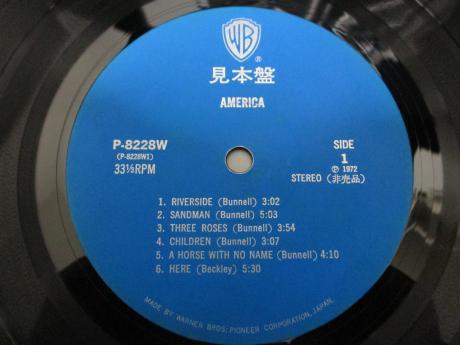 WB
®
見本盤
AMERICA
P-8228W
(P-8228W1)
33⅓RPM
SIDE
1
Ⓟ 1972
STEREO (非売品)
1. RIVERSIDE (Bunnell) 3:02
2. SANDMAN (Bunnell) 5:03
3. THREE ROSES (Bunnell) 3:54
4. CHILDREN (Bunnell) 3:07
5. A HORSE WITH NO NAME (Bunnell) 4:10
6. HERE (Beckley) 5:30
MADE BY WARNER BROS: PIONEER CORPORATION, JAPAN.